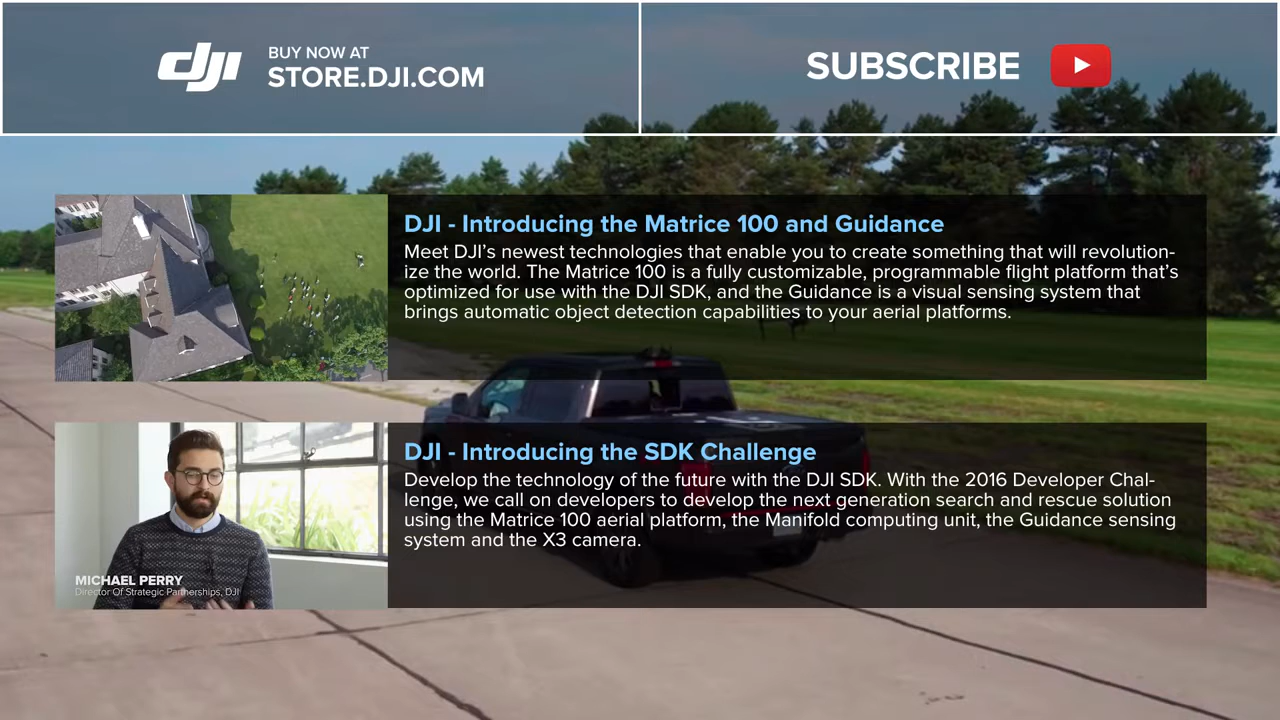 dji
BUY NOW AT
STORE.DJI.COM
SUBSCRIBE
DJI - Introducing the Matrice 100 and Guidance
Meet DJI’s newest technologies that enable you to create something that will revolution-
ize the world. The Matrice 100 is a fully customizable, programmable flight platform that’s
optimized for use with the DJI SDK, and the Guidance is a visual sensing system that
brings automatic object detection capabilities to your aerial platforms.
DJI - Introducing the SDK Challenge
Develop the technology of the future with the DJI SDK. With the 2016 Developer Chal-
lenge, we call on developers to develop the next generation search and rescue solution
using the Matrice 100 aerial platform, the Manifold computing unit, the Guidance sensing
system and the X3 camera.
MICHAEL PERRY
Director Of Strategic Partnerships, DJI